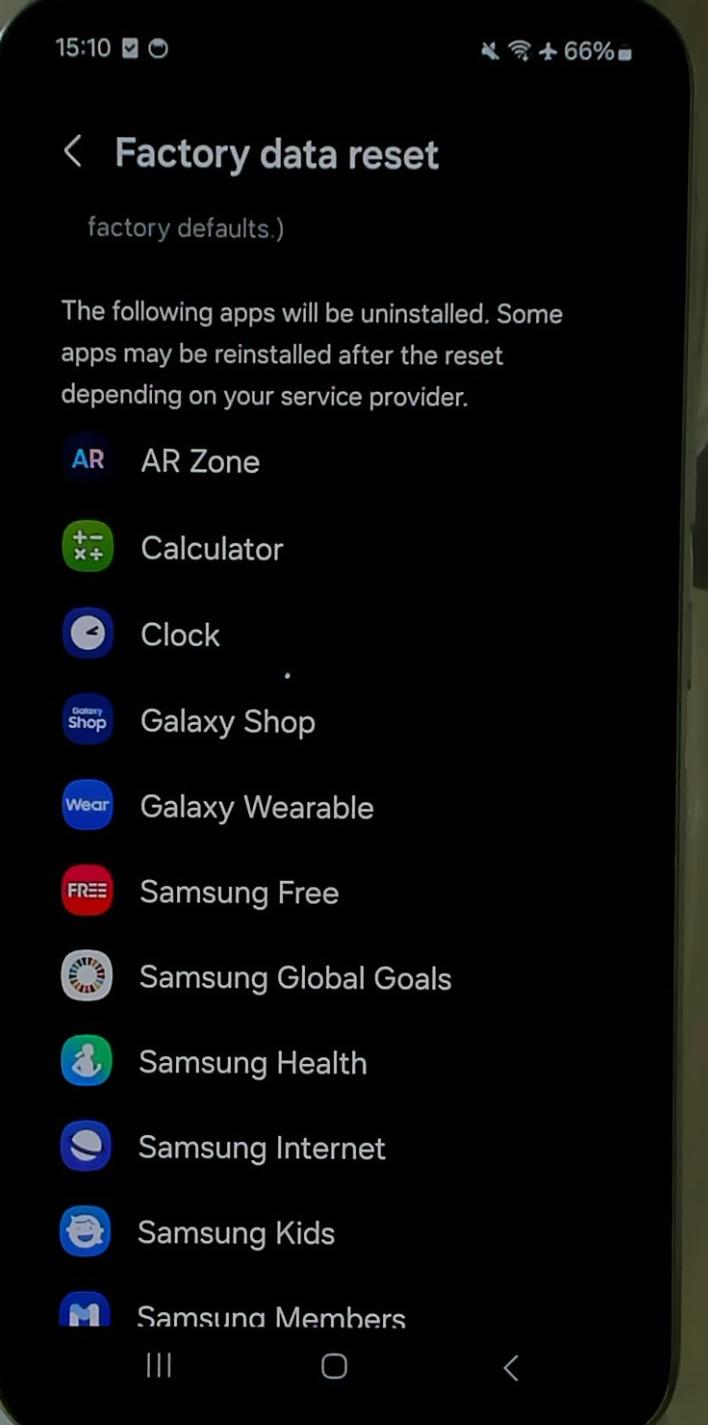 15:10
66%
Factory data reset
factory defaults.)
The following apps will be uninstalled. Some
apps may be reinstalled after the reset
depending on your service provider.
AR AR Zone
Calculator
Clock
Galaxy Shop Galaxy Shop
Wear Galaxy Wearable
FREE Samsung Free
Samsung Global Goals
Samsung Health
Samsung Internet
Samsung Kids
Samsung Members